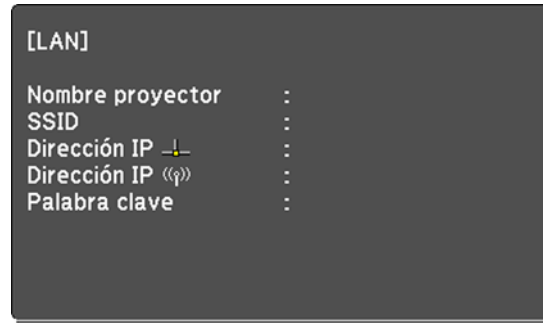 [LAN]
Nombre proyector :
SSID :
Dirección IP :
Dirección IP :
Palabra clave :